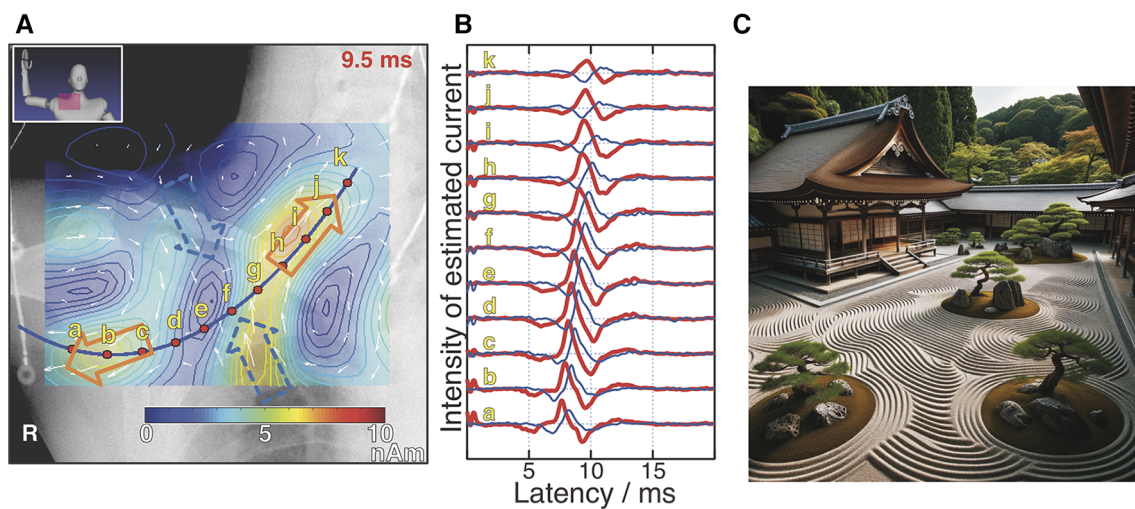 A
9.5 ms
k
j
i
h
g
f
e
d
c
b
a
R
0 5 10
nAm
B
Intensity of estimated current
k
j
i
h
g
f
e
d
c
b
a
5 10 15
Latency / ms
C